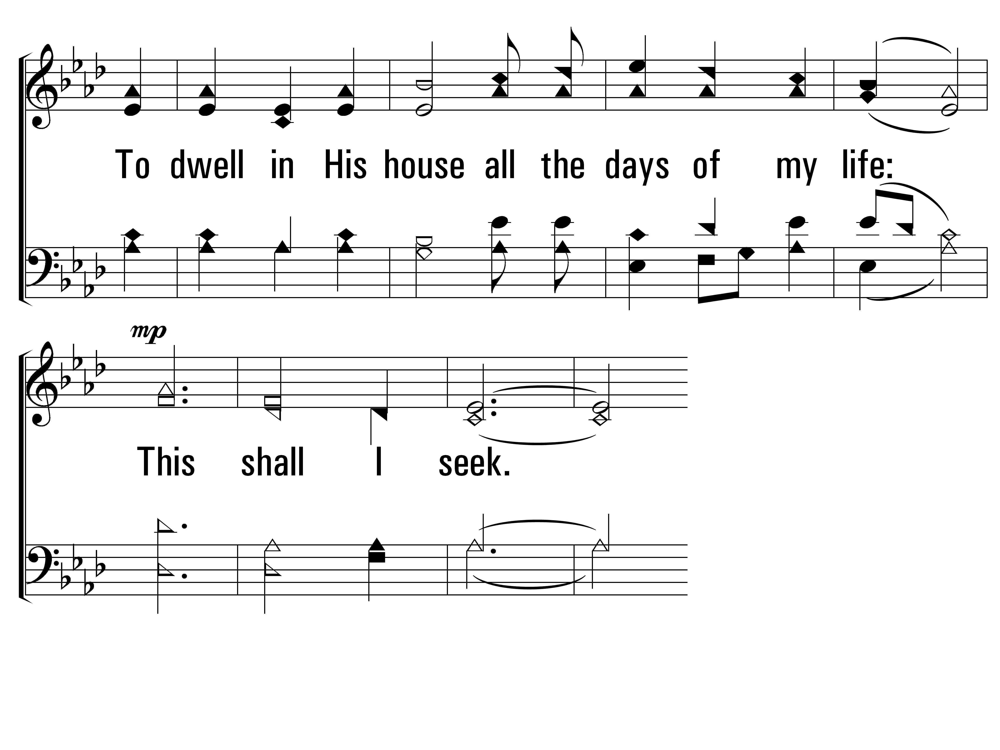 To dwell in His house all the days of my life:
mp
This shall I seek.